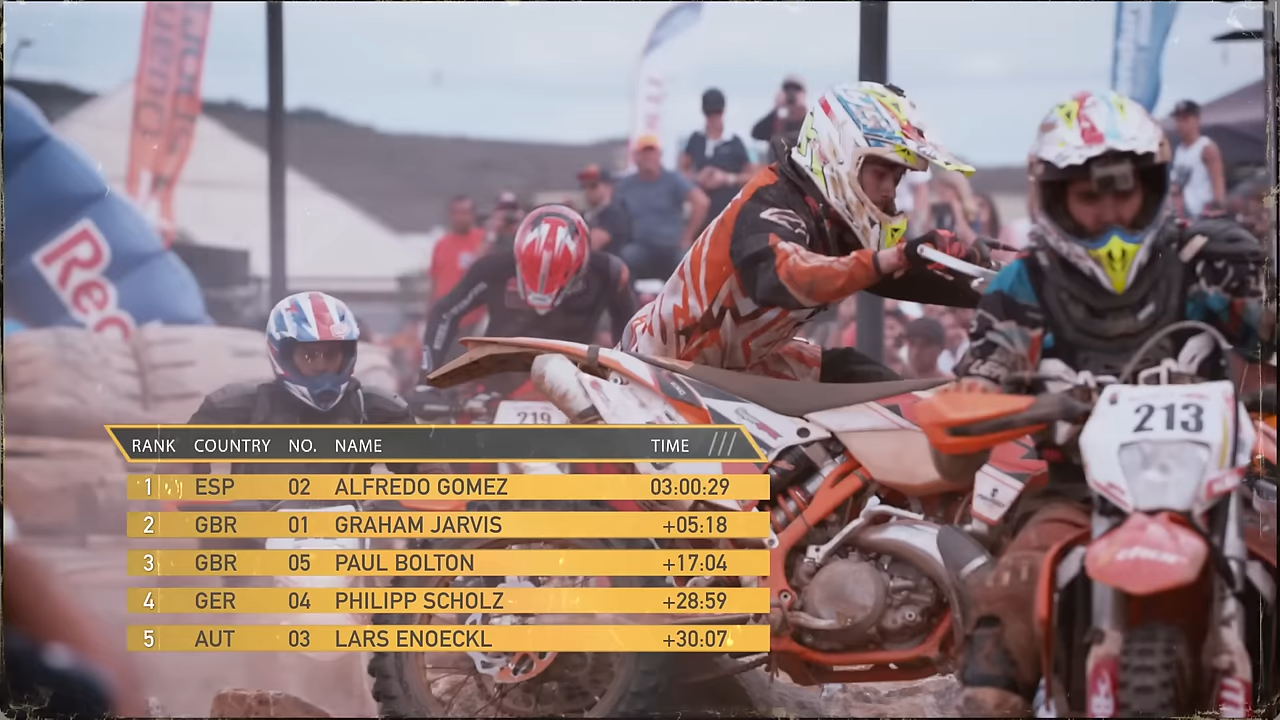 Rec
219
213
RANK COUNTRY NO. NAME TIME ///
1 ESP 02 ALFREDO GOMEZ 03:00:29
2 GBR 01 GRAHAM JARVIS +05:18
3 GBR 05 PAUL BOLTON +17:04
4 GER 04 PHILIPP SCHOLZ +28:59
5 AUT 03 LARS ENOECKL +30:07